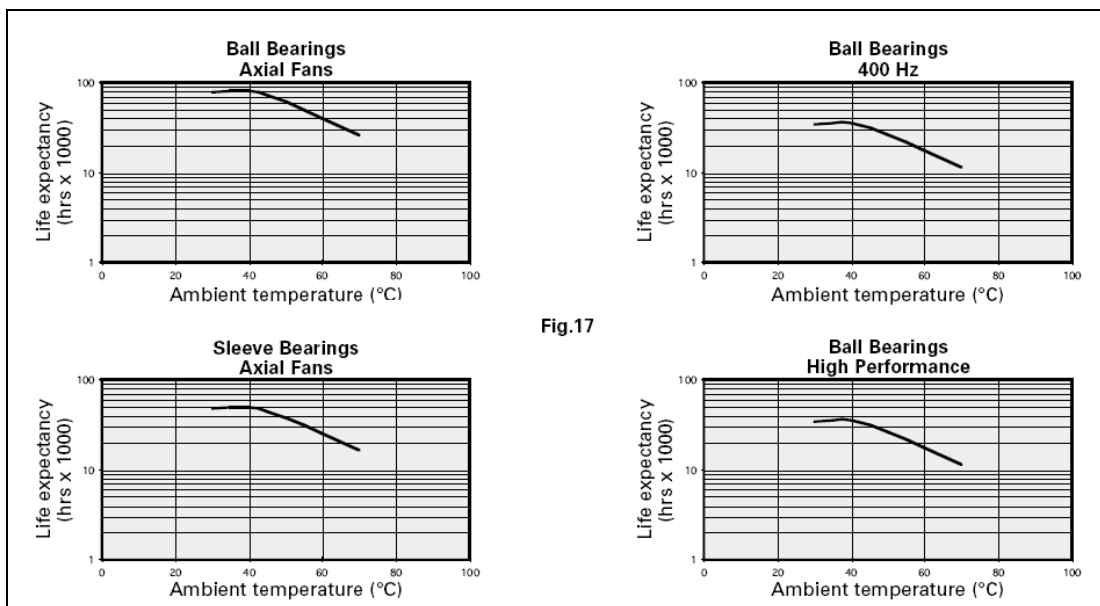 Ball Bearings
Axial Fans
100
10
1
Life expectancy
(hrs x 1000)
0 20 40 60 80 100
Ambient temperature (°C)
Ball Bearings
400 Hz
100
10
1
Life expectancy
(hrs x 1000)
0 20 40 60 80 100
Ambient temperature (°C)
Fig.17
Sleeve Bearings
Axial Fans
100
10
1
Life expectancy
(hrs x 1000)
0 20 40 60 80 100
Ambient temperature (°C)
Ball Bearings
High Performance
100
10
1
Life expectancy
(hrs x 1000)
0 20 40 60 80 100
Ambient temperature (°C)